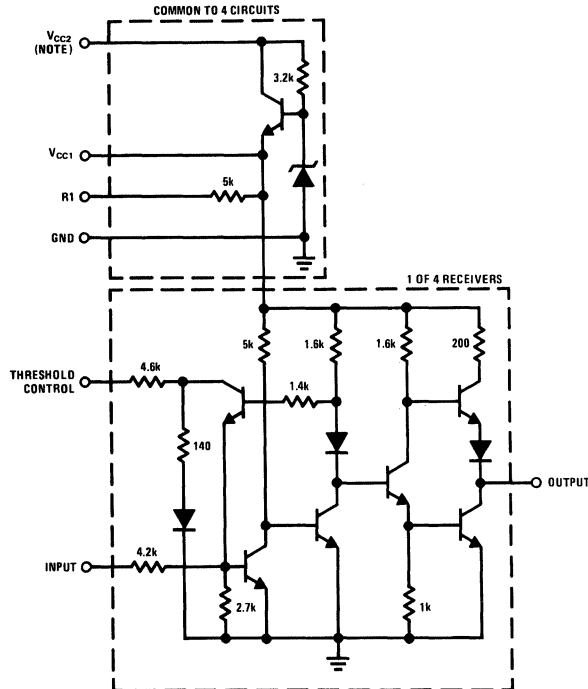 COMMON TO 4 CIRCUITS
VCC2
(NOTE)
3.2k
VCC1
5k
R1
GND
1 OF 4 RECEIVERS
5k
1.6k
1.6k
200
4.6k
THRESHOLD
CONTROL
1.4k
140
OUTPUT
4.2k
INPUT
2.7k
1k